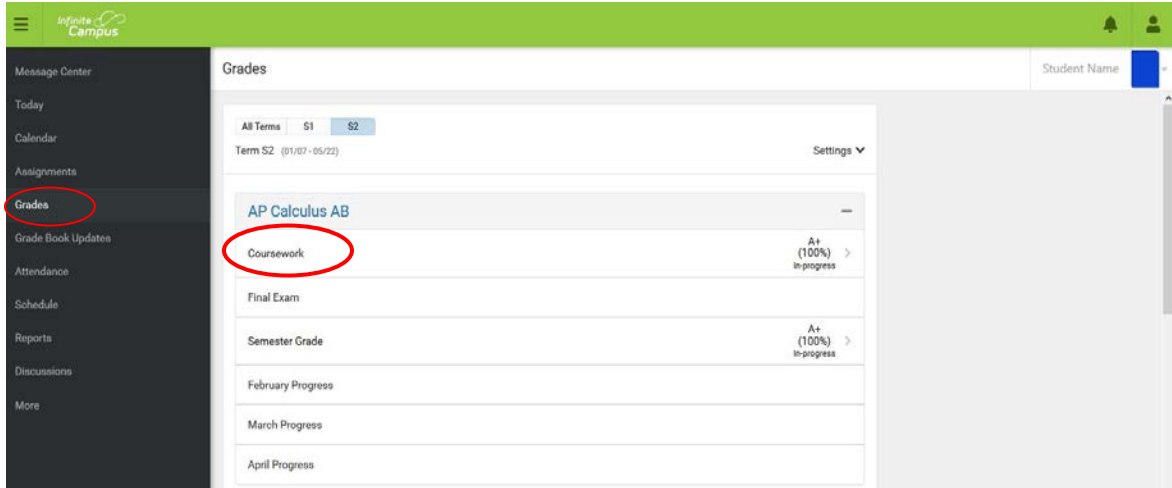 Infinite
Campus
Message Center
Today
Calendar
Assignments
Grades
Grade Book Updates
Attendance
Schedule
Reports
Discussions
More
Grades
Student Name
All Terms S1 S2
Term S2 (01/07-05/22)
Settings
AP Calculus AB
Coursework
A+
(100%)
In-progress
Final Exam
Semester Grade
A+
(100%)
In-progress
February Progress
March Progress
April Progress